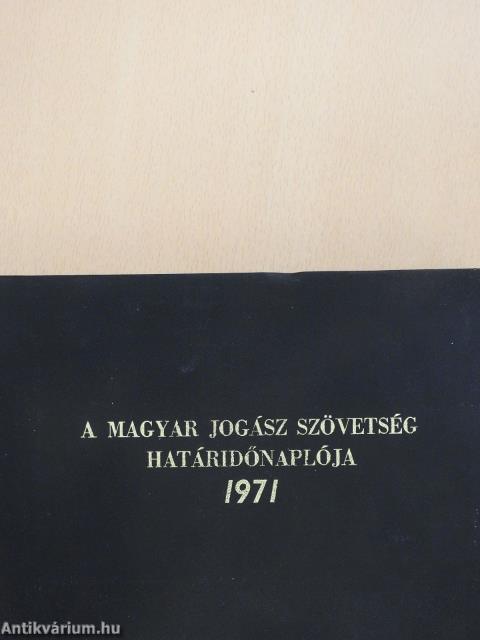 A MAGYAR JOGÁSZ SZÖVETSÉG
HATÁRIDŐNAPLÓJA
1971
Antikvárium.hu